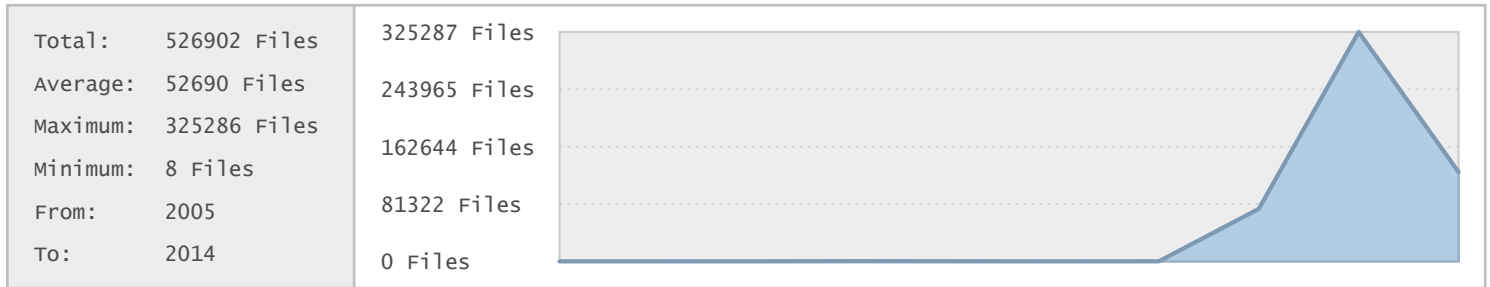 Total: 526902 Files
Average: 52690 Files
Maximum: 325286 Files
Minimum: 8 Files
From: 2005
To: 2014
325287 Files
243965 Files
162644 Files
81322 Files
0 Files